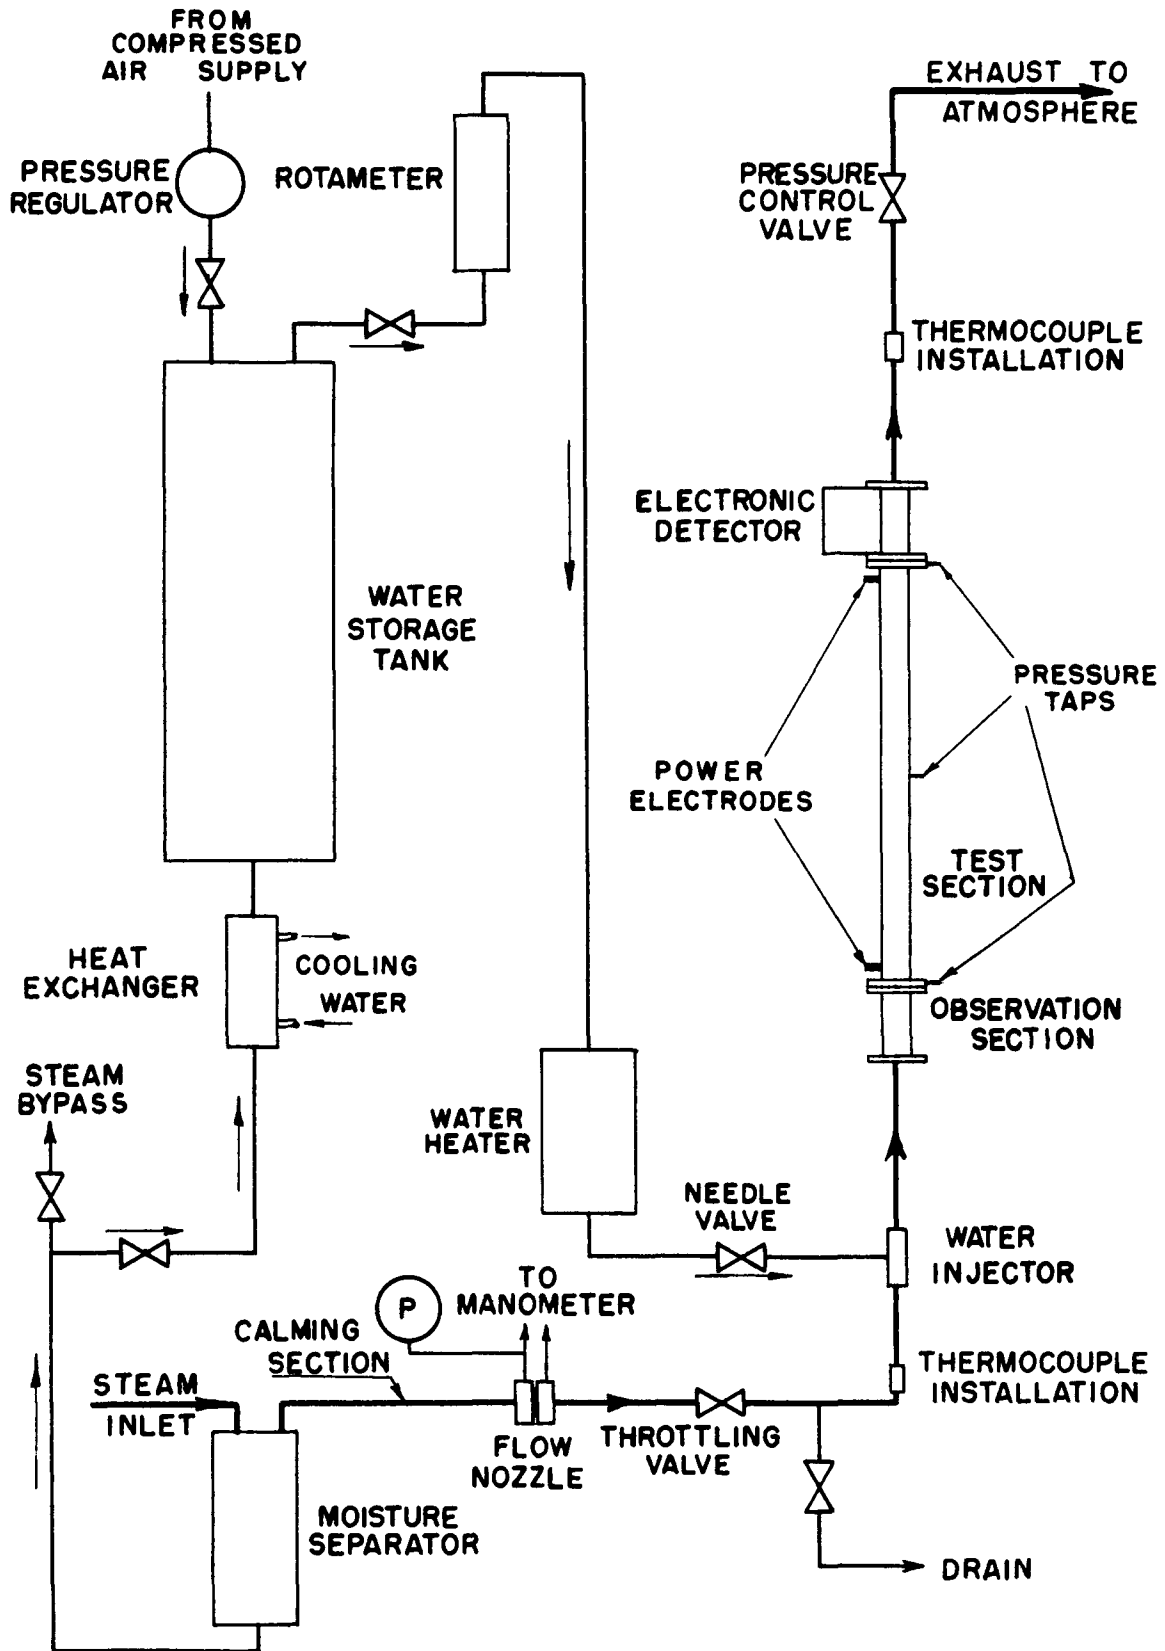 FROM
COMPRESSED
AIR SUPPLY
PRESSURE
REGULATOR
ROTAMETER
EXHAUST TO
ATMOSPHERE
PRESSURE
CONTROL
VALVE
THERMOCOUPLE
INSTALLATION
ELECTRONIC
DETECTOR
WATER
STORAGE
TANK
PRESSURE
TAPS
POWER
ELECTRODES
TEST
SECTION
HEAT
EXCHANGER
COOLING
WATER
OBSERVATION
SECTION
STEAM
BYPASS
WATER
HEATER
NEEDLE
VALVE
WATER
INJECTOR
P
TO
MANOMETER
CALMING
SECTION
STEAM
INLET
THERMOCOUPLE
INSTALLATION
FLOW
NOZZLE
THROTTLING
VALVE
MOISTURE
SEPARATOR
DRAIN